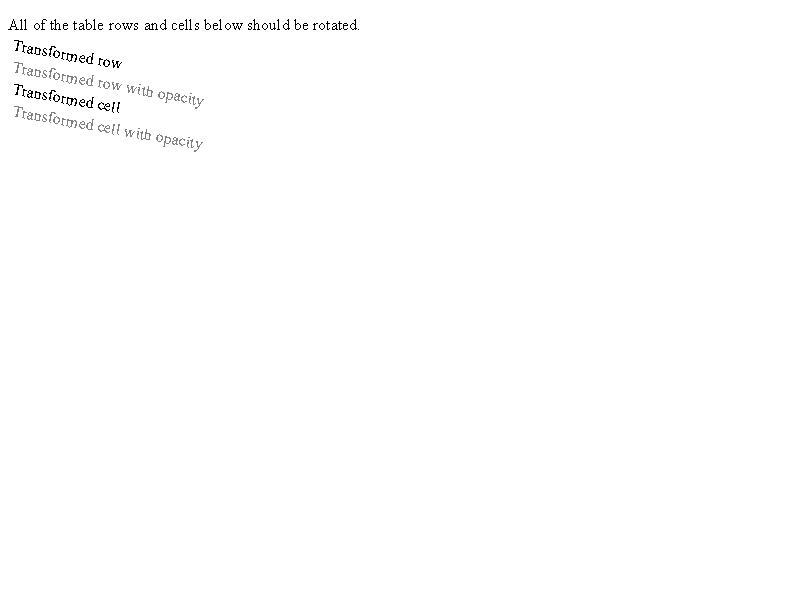 All of the table rows and cells below should be rotated.
Transformed row
Transformed row with opacity
Transformed cell
Transformed cell with opacity